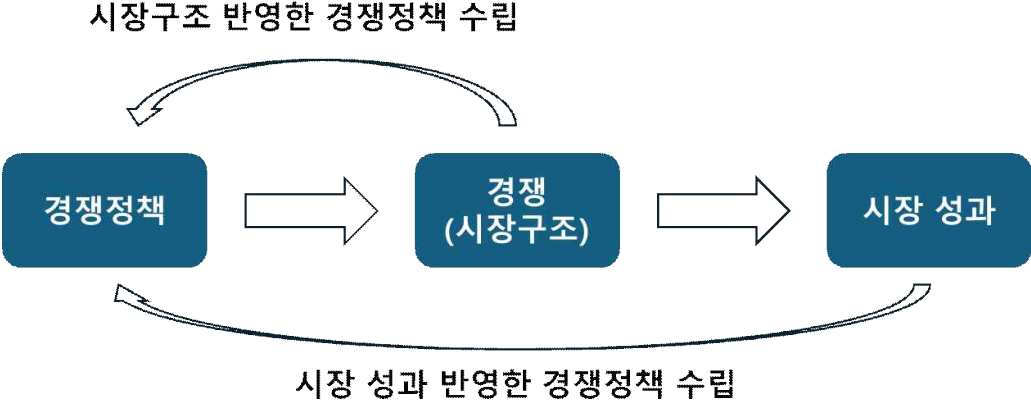 시장구조 반영한 경쟁정책 수립
경쟁정책
경쟁
(시장구조)
시장 성과
시장 성과 반영한 경쟁정책 수립